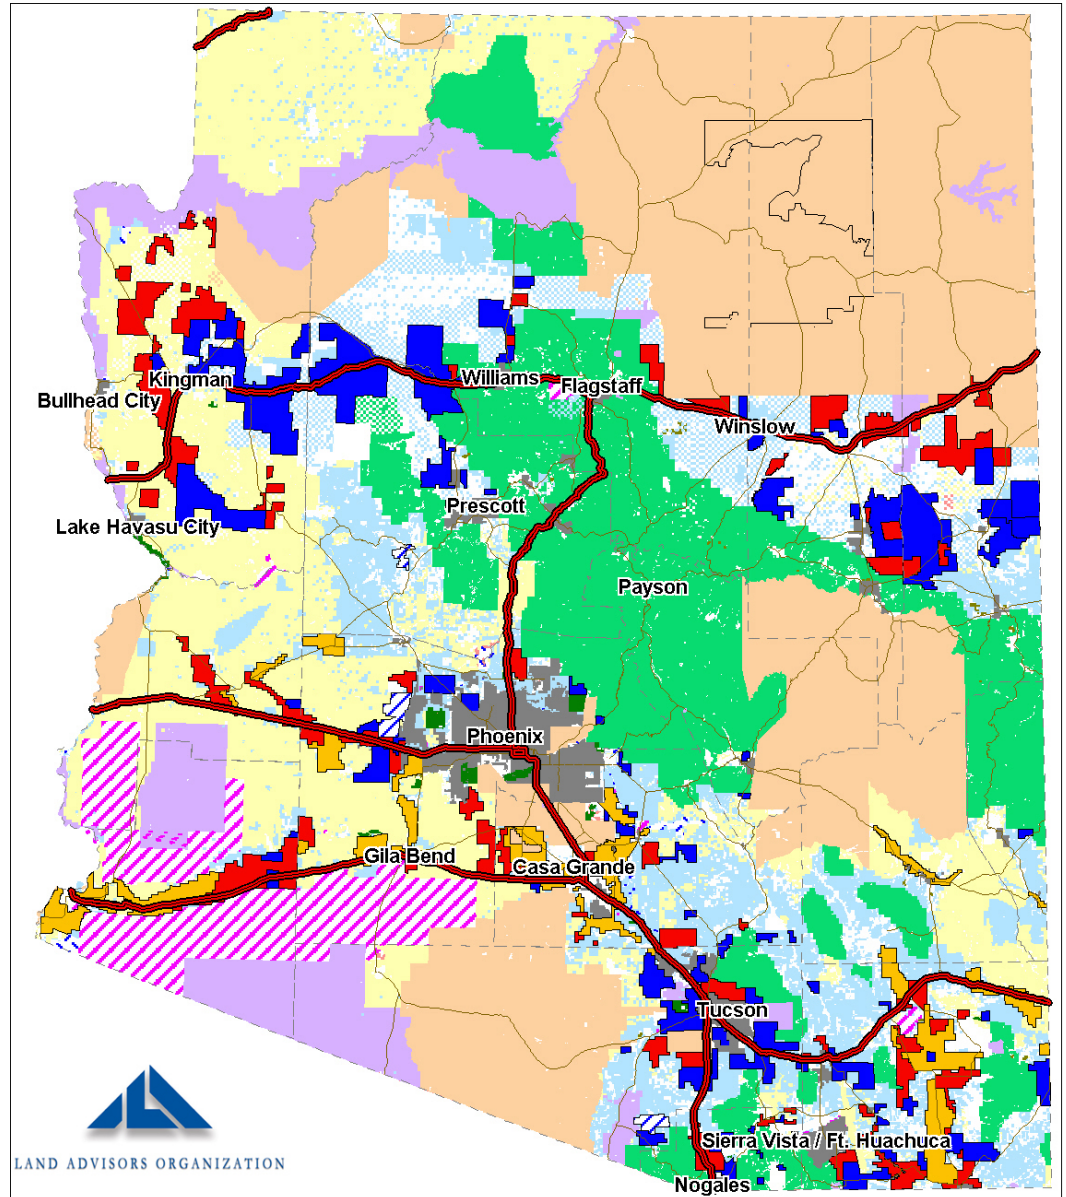 Kingman
Williams
Flagstaff
Bullhead City
Winslow
Prescott
Lake Havasu City
Payson
Phoenix
Gila Bend
Casa Grande
Tucson
Sierra Vista / Ft. Huachuca
LAND ADVISORS ORGANIZATION
Nogales